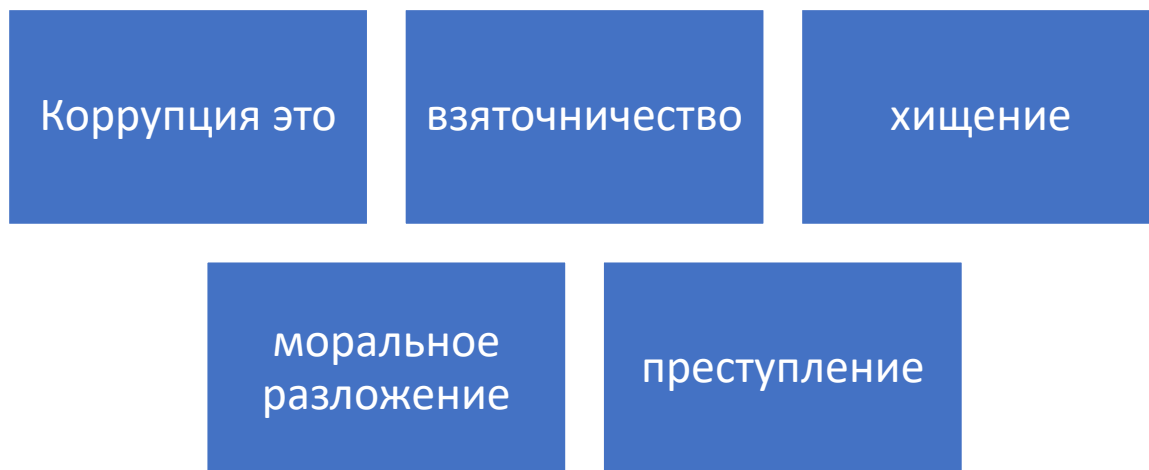 Коррупция это
взяточничество
хищение
моральное
разложение
преступление